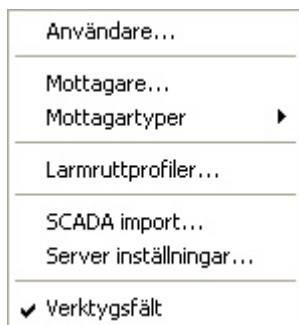 Användare...
Mottagare...
Mottagartyper
Larmruttprofiler...
SCADA import...
Server inställningar...
Verktygsfält